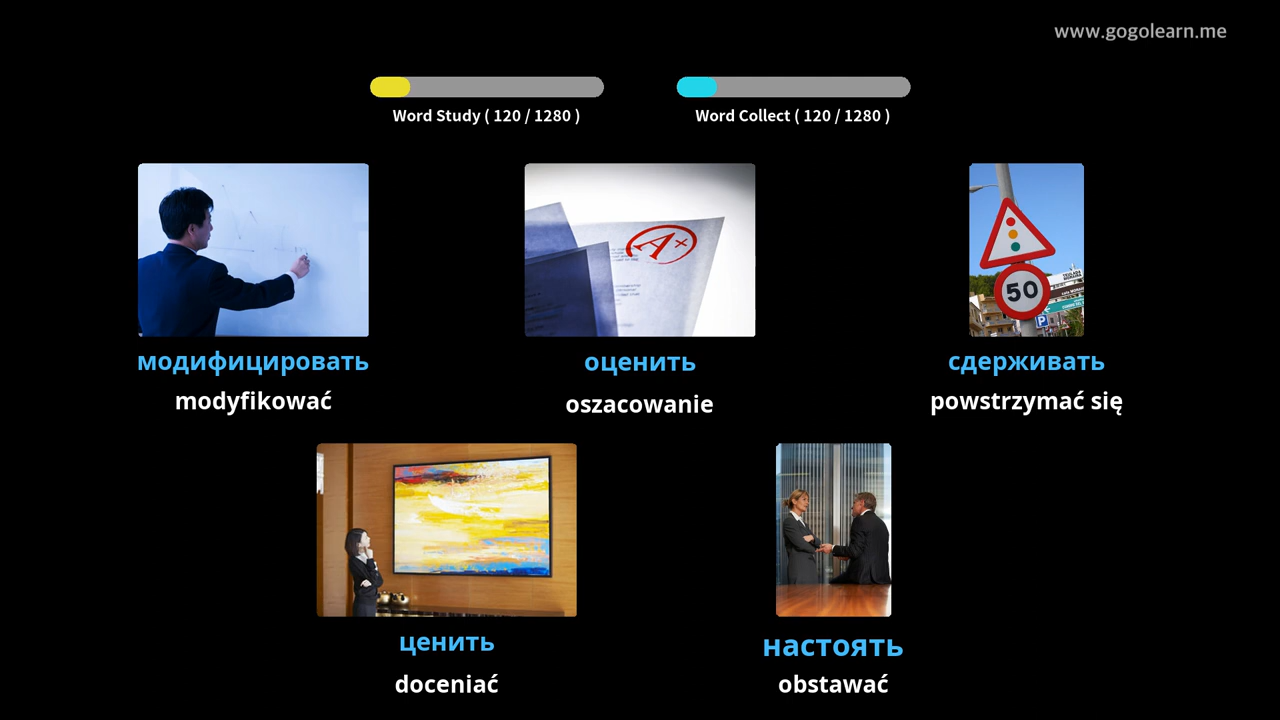 www.gogolearn.me
Word Study ( 120 / 1280 )
Word Collect ( 120 / 1280 )
A+
50
P
модифицировать
оценить
сдерживать
modyfikować
oszacowanie
powstrzymać się
ценить
настоять
doceniać
obstawać